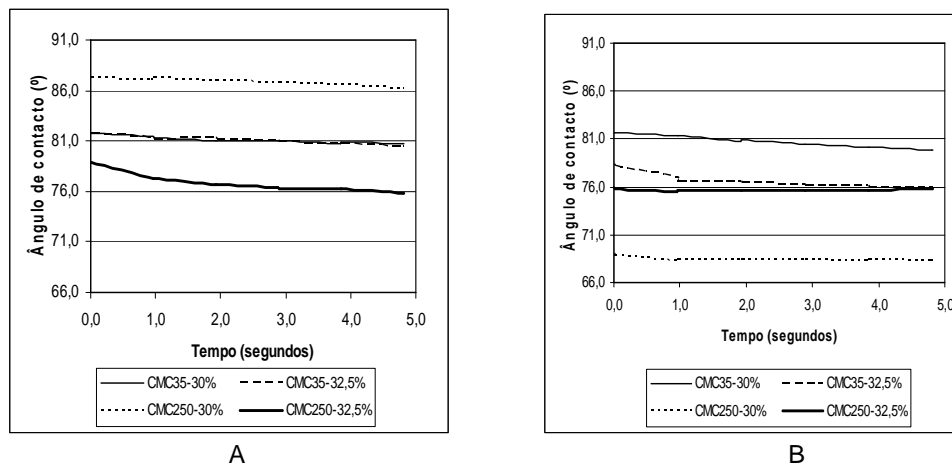 91,0
86,0
81,0
76,0
71,0
66,0
Ângulo de contacto (º)
0,0 1,0 2,0 3,0 4,0 5,0
Tempo (segundos)
CMC35-30% CMC35-32,5%
CMC250-30% CMC250-32,5%
A
91,0
86,0
81,0
76,0
71,0
66,0
Ângulo de contacto (º)
0,0 1,0 2,0 3,0 4,0 5,0
Tempo (segundos)
CMC35-30% CMC35-32,5%
CMC250-30% CMC250-32,5%
B